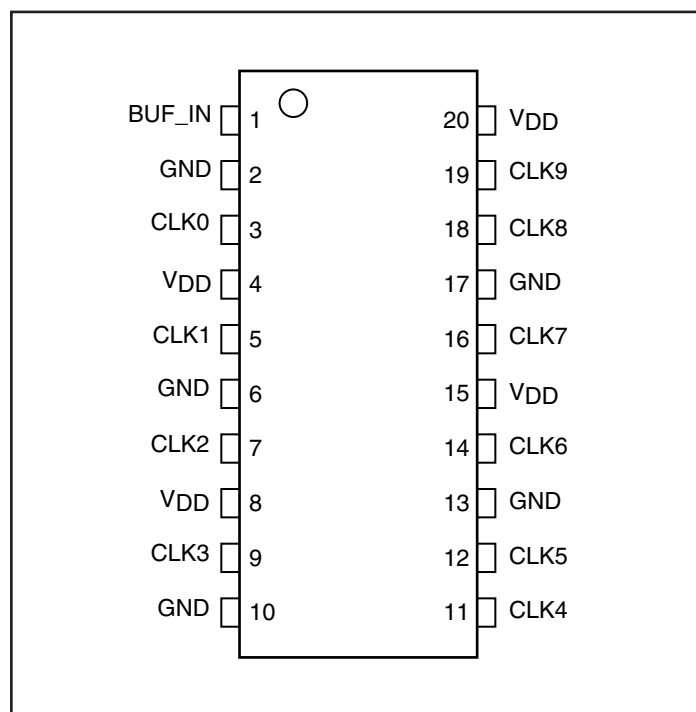 BUF_IN 1 20 VDD
GND 2 19 CLK9
CLK0 3 18 CLK8
VDD 4 17 GND
CLK1 5 16 CLK7
GND 6 15 VDD
CLK2 7 14 CLK6
VDD 8 13 GND
CLK3 9 12 CLK5
GND 10 11 CLK4